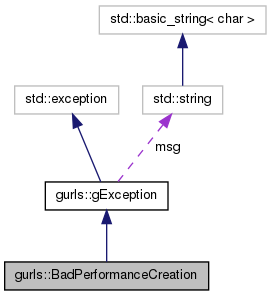 std::basic_string< char >
std::exception
std::string
msg
gurls::gException
gurls::BadPerformanceCreation